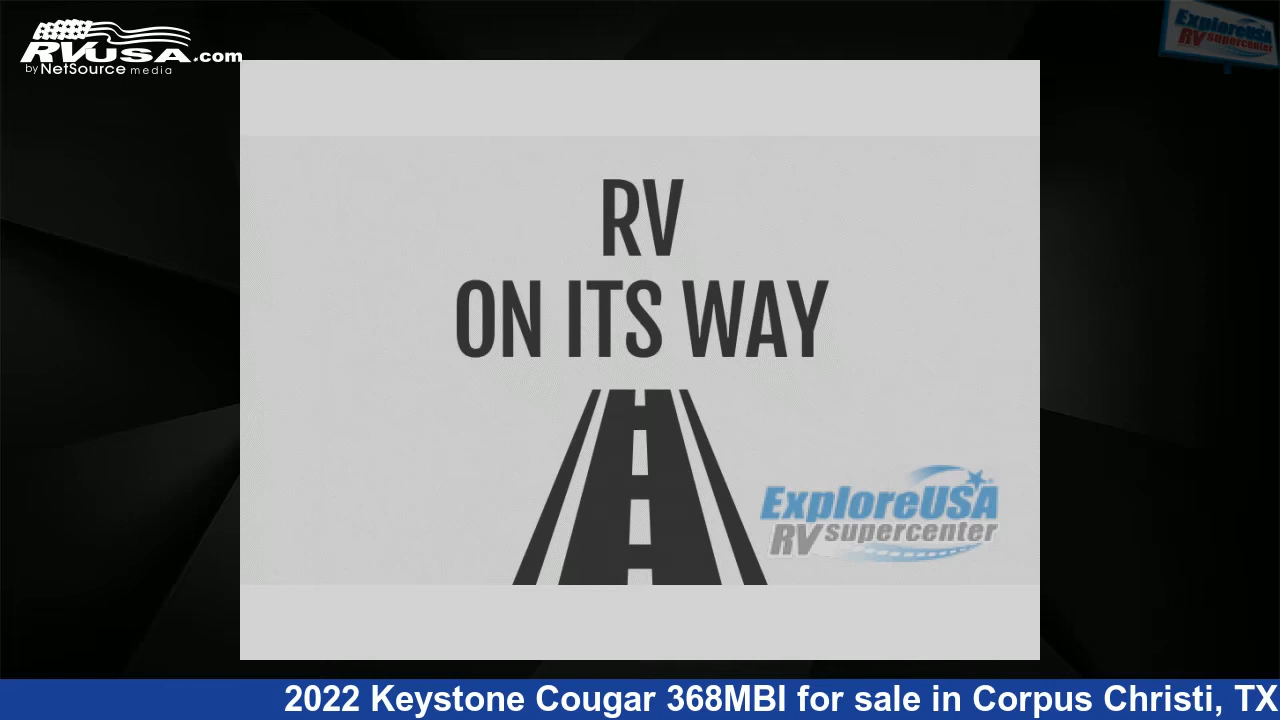 RVUSA.com
by NetSource media
ExploreUSA
RV supercenter
RV
ON ITS WAY
ExploreUSA
RV supercenter
2022 Keystone Cougar 368MBI for sale in Corpus Christi, TX